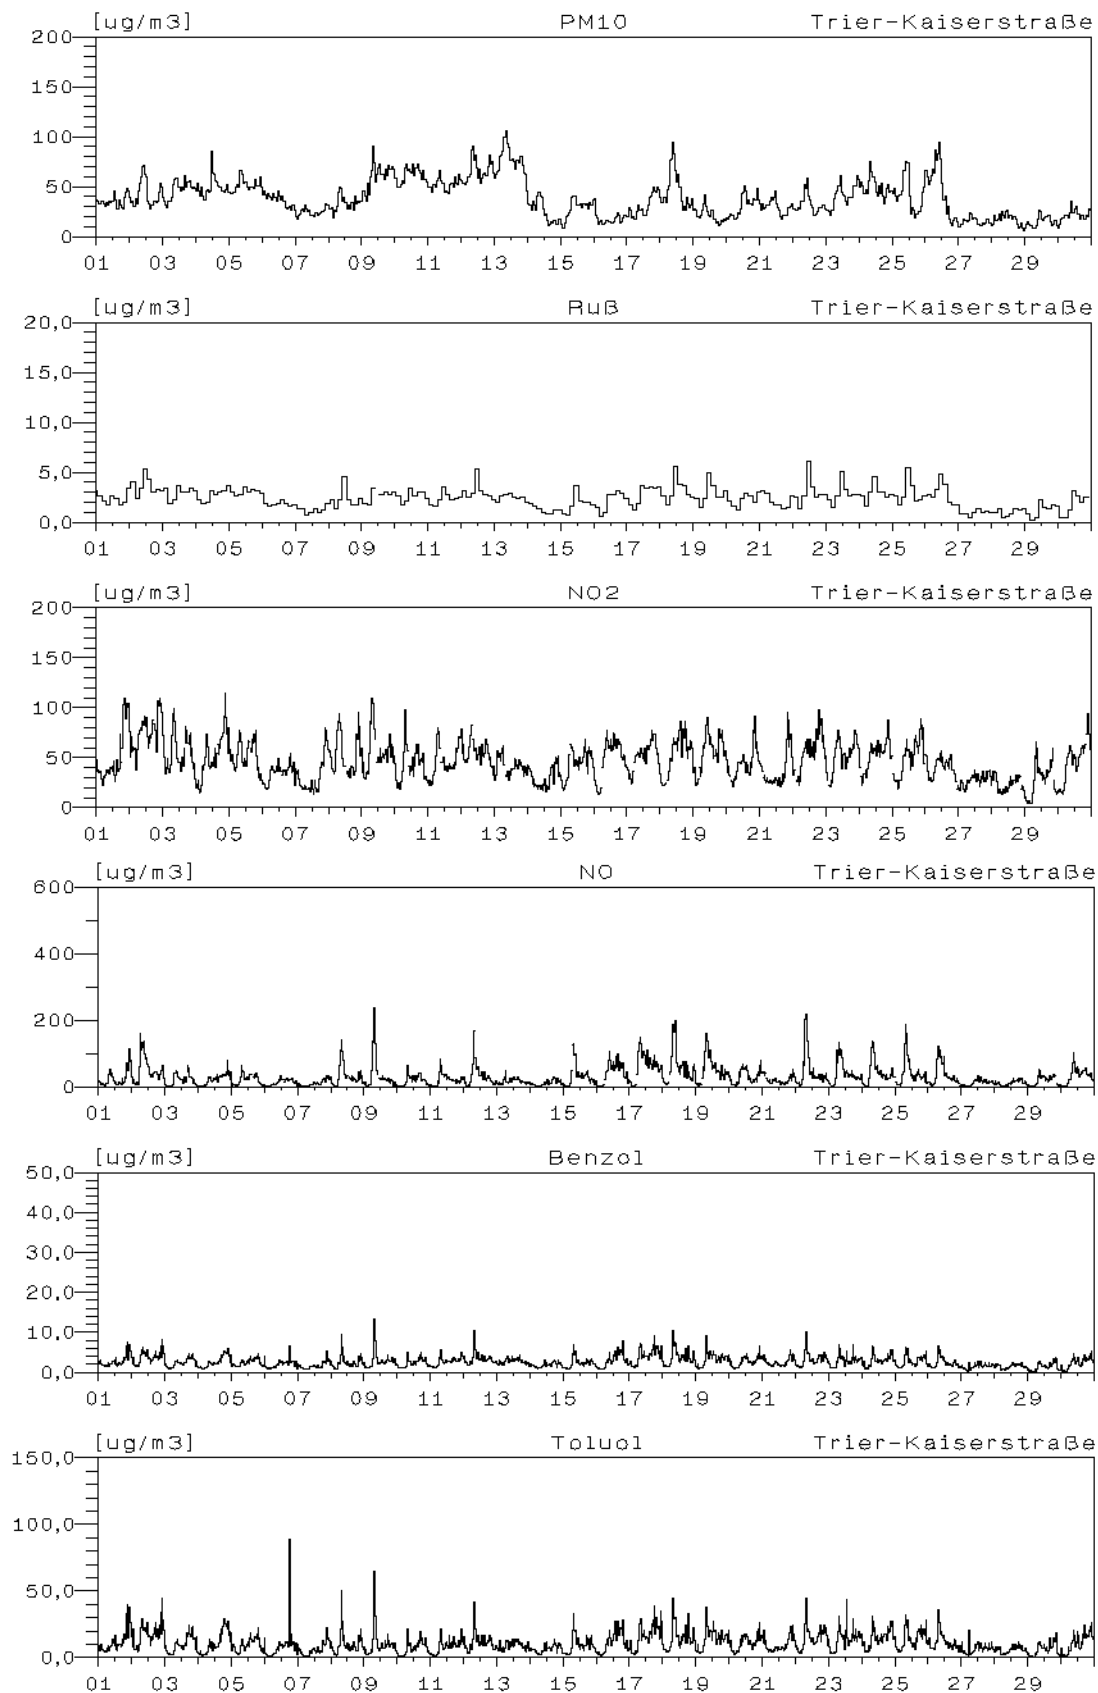 [ug/m3] PM10 Trier-Kaiserstraße
200
150
100
50
0
01 03 05 07 09 11 13 15 17 19 21 23 25 27 29
[ug/m3] Ruß Trier-Kaiserstraße
20,0
15,0
10,0
5,0
0,0
01 03 05 07 09 11 13 15 17 19 21 23 25 27 29
[ug/m3] NO2 Trier-Kaiserstraße
200
150
100
50
0
01 03 05 07 09 11 13 15 17 19 21 23 25 27 29
[ug/m3] NO Trier-Kaiserstraße
600
400
200
0
01 03 05 07 09 11 13 15 17 19 21 23 25 27 29
[ug/m3] Benzol Trier-Kaiserstraße
50,0
40,0
30,0
20,0
10,0
0,0
01 03 05 07 09 11 13 15 17 19 21 23 25 27 29
[ug/m3] Toluol Trier-Kaiserstraße
150,0
100,0
50,0
0,0
01 03 05 07 09 11 13 15 17 19 21 23 25 27 29